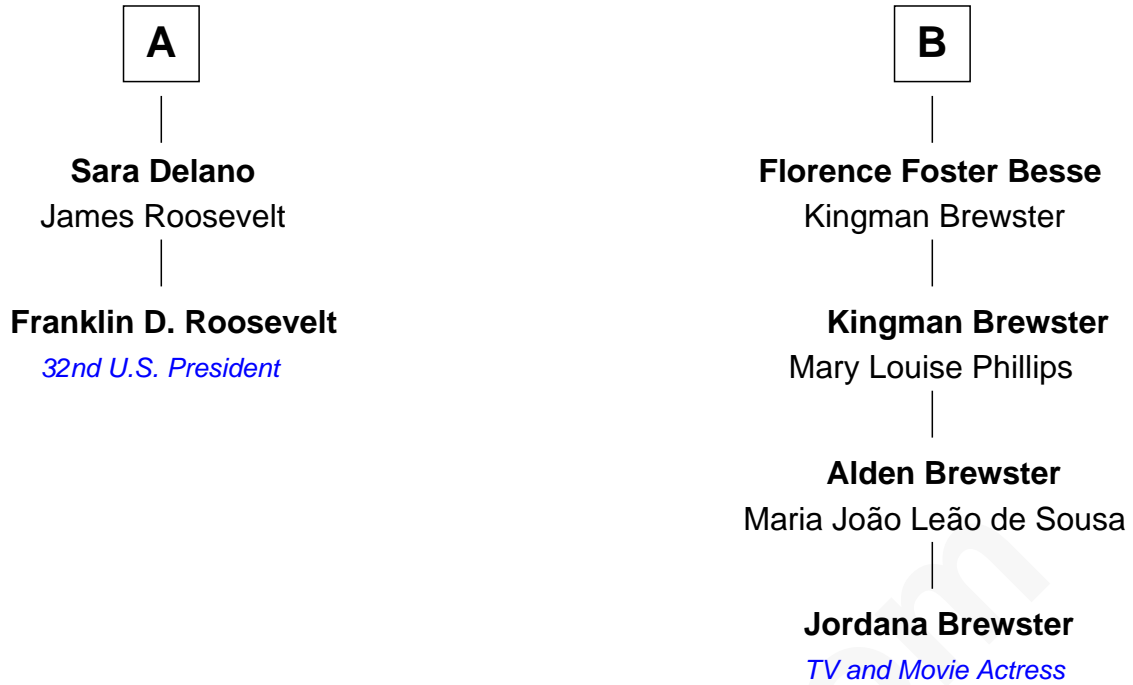 A
Sara Delano
James Roosevelt
Franklin D. Roosevelt
32nd U.S. President
B
Florence Foster Besse
Kingman Brewster
Kingman Brewster
Mary Louise Phillips
Alden Brewster
Maria João Leão de Sousa
Jordana Brewster
TV and Movie Actress